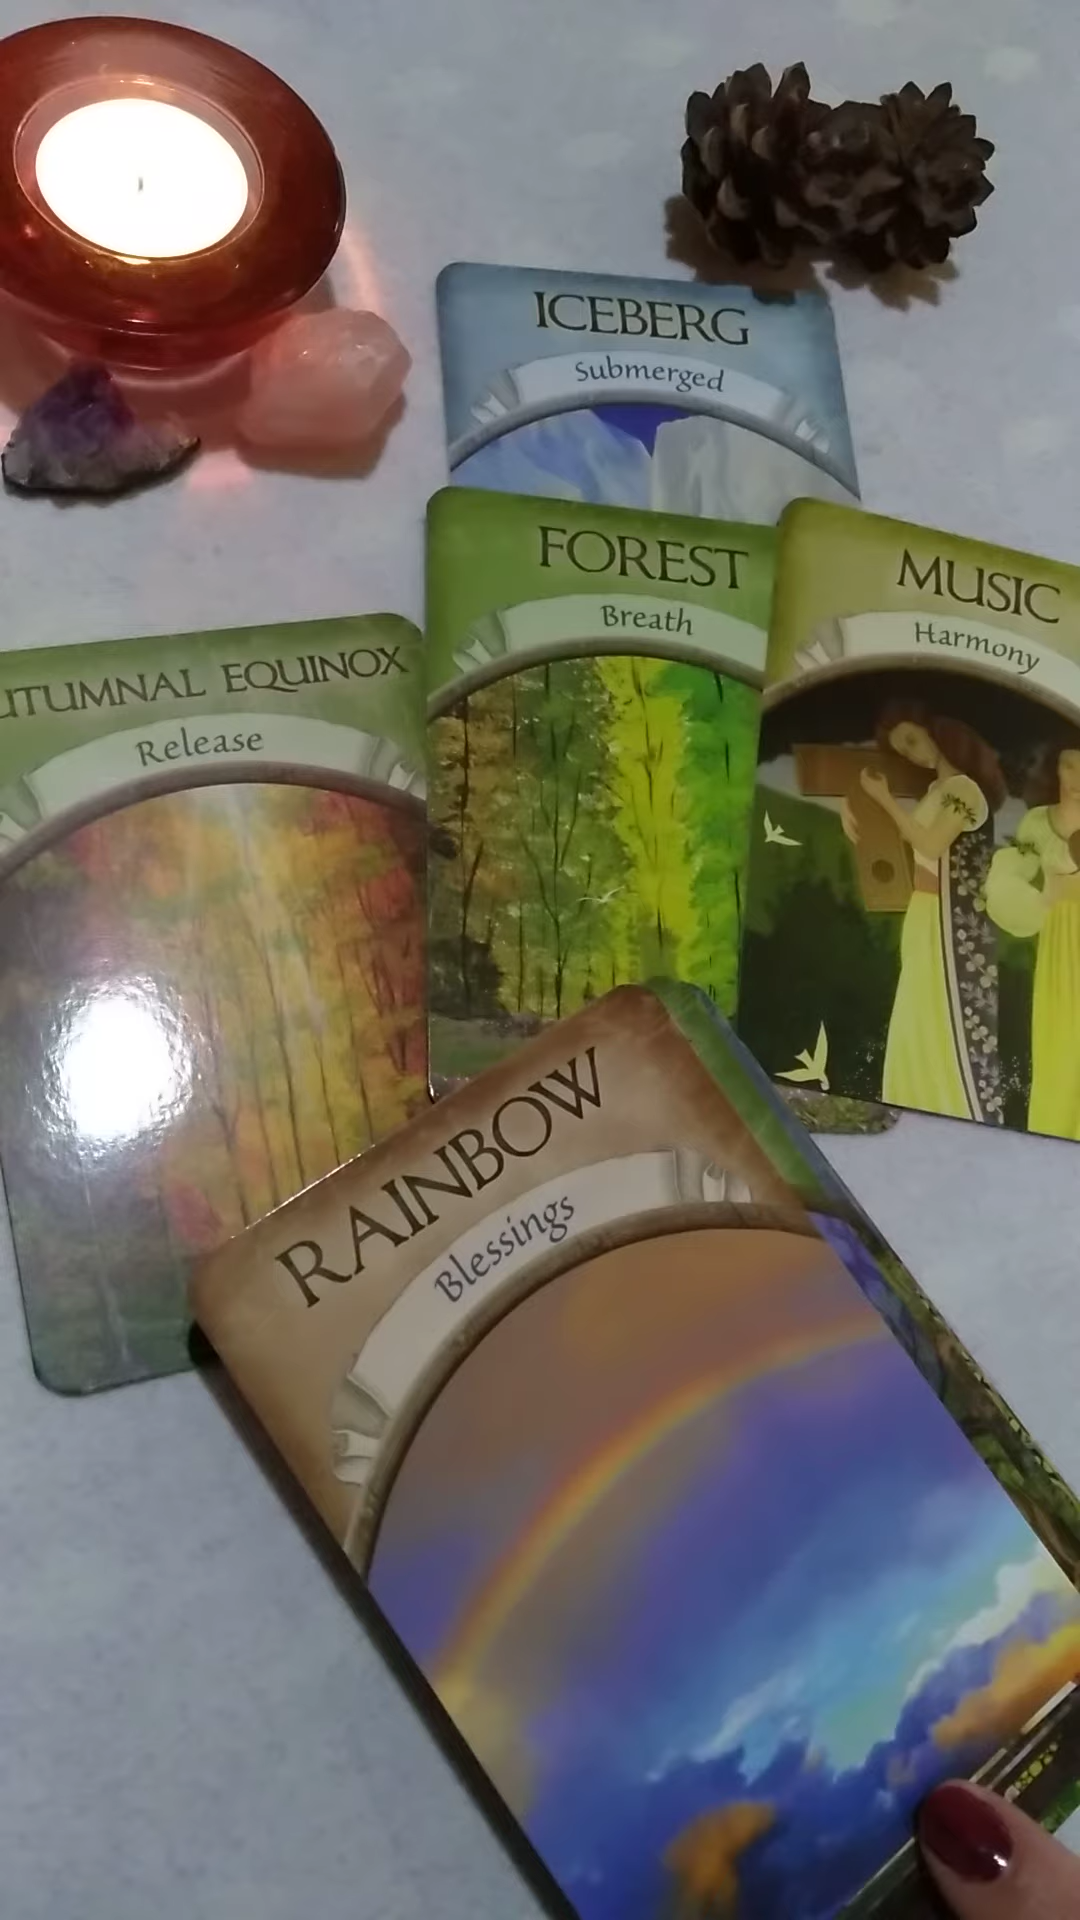 ICEBERG
Submerged
FOREST
Breath
MUSIC
Harmony
UTUMNAL EQUINOX
Release
RAINBOW
Blessings